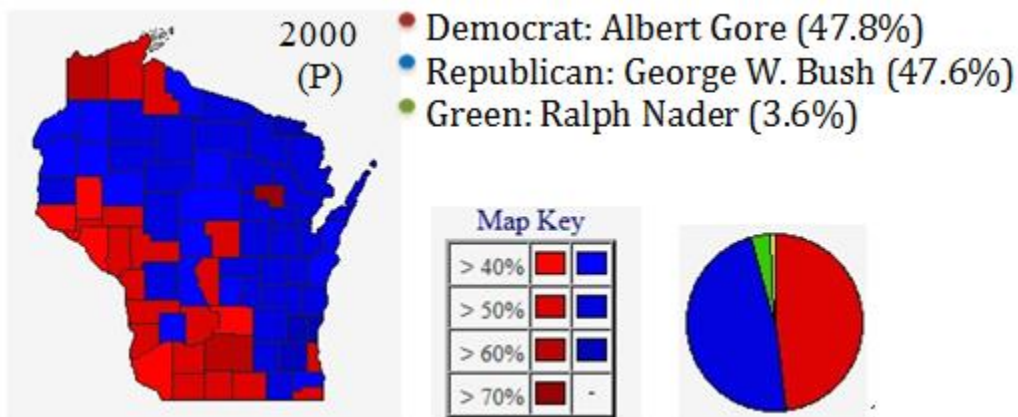 2000
(P)
Democrat: Albert Gore (47.8%)
Republican: George W. Bush (47.6%)
Green: Ralph Nader (3.6%)
Map Key
> 40%
> 50%
> 60%
> 70% -